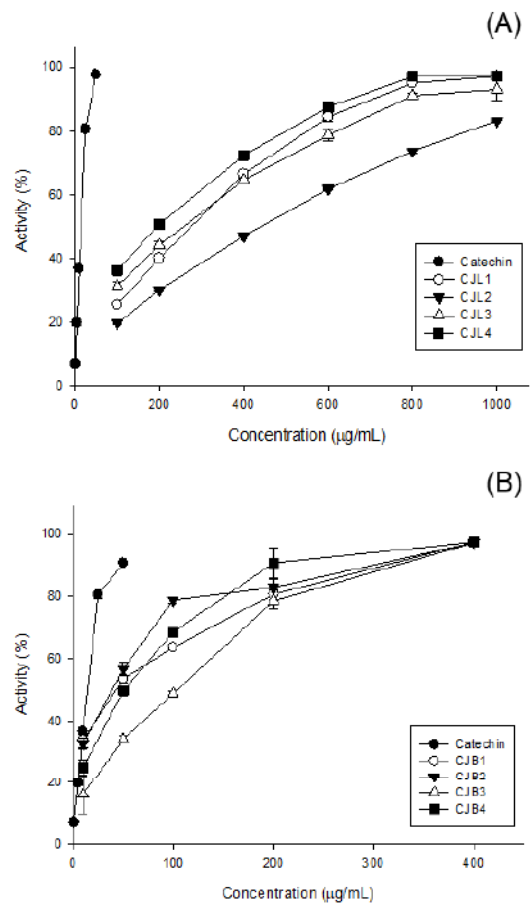 (A)
100
80
60
40
20
0
Activity (%)
Catechin
CJL1
CJL2
CJL3
CJL4
0 200 400 600 800 1000
Concentration (μg/mL)
(B)
100
80
60
40
20
0
Activity (%)
Catechin
CJB1
CJB2
CJB3
CJB4
0 100 200 300 400
Concentration (μg/mL)